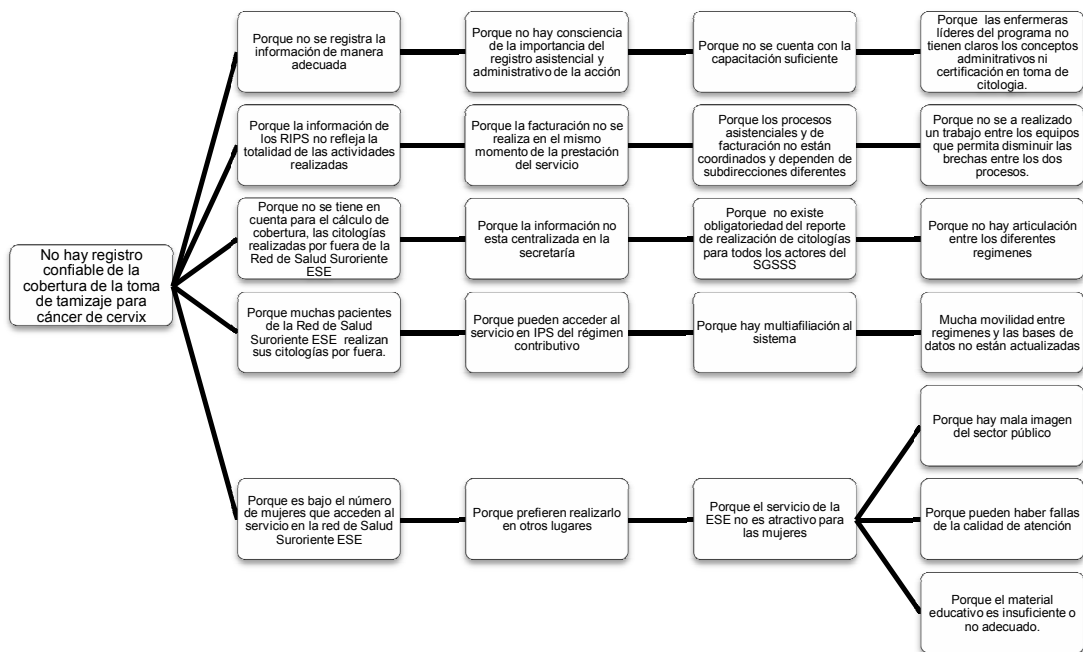 Porque no se registra la
información de manera
adecuada
Porque no hay consciencia
de la importancia del
registro asistencial y
administrativo de la acción
Porque no se cuenta con la
capacitación suficiente
Porque las enfermeras
líderes del programa no
tienen claros los conceptos
adminitrativos ni
certificación en toma de
citologia.
Porque la información de
los RIPS no refleja la
totalidad de las actividades
realizadas
Porque la facturación no se
realiza en el mismo
momento de la prestación
del servicio
Porque los procesos
asistenciales y de
facturación no están
coordinados y dependen de
subdirecciones diferentes
Porque no se a realizado
un trabajo entre los equipos
que permita disminuir las
brechas entre los dos
procesos.
No hay registro
confiable de la
cobertura de la toma
de tamizaje para
cáncer de cervix
Porque no se tiene en
cuenta para el cálculo de
cobertura, las citologías
realizadas por fuera de la
Red de Salud Suroriente
ESE
Porque la información no
esta centralizada en la
secretaría
Porque no existe
obligatoriedad del reporte
de realización de citologías
para todos los actores del
SGSSS
Porque no hay articulación
entre los diferentes
regimenes
Porque muchas pacientes
de la Red de Salud
Suroriente ESE realizan
sus citologías por fuera.
Porque pueden acceder al
servicio en IPS del régimen
contributivo
Porque hay multiafiliación al
sistema
Mucha movilidad entre
regimenes y las bases de
datos no están actualizadas
Porque es bajo el número
de mujeres que acceden al
servicio en la red de Salud
Suroriente ESE
Porque prefieren realizarlo
en otros lugares
Porque el servicio de la
ESE no es atractivo para
las mujeres
Porque hay mala imagen
del sector público
Porque pueden haber fallas
de la calidad de atención
Porque el material
educativo es insuficiente o
no adecuado.